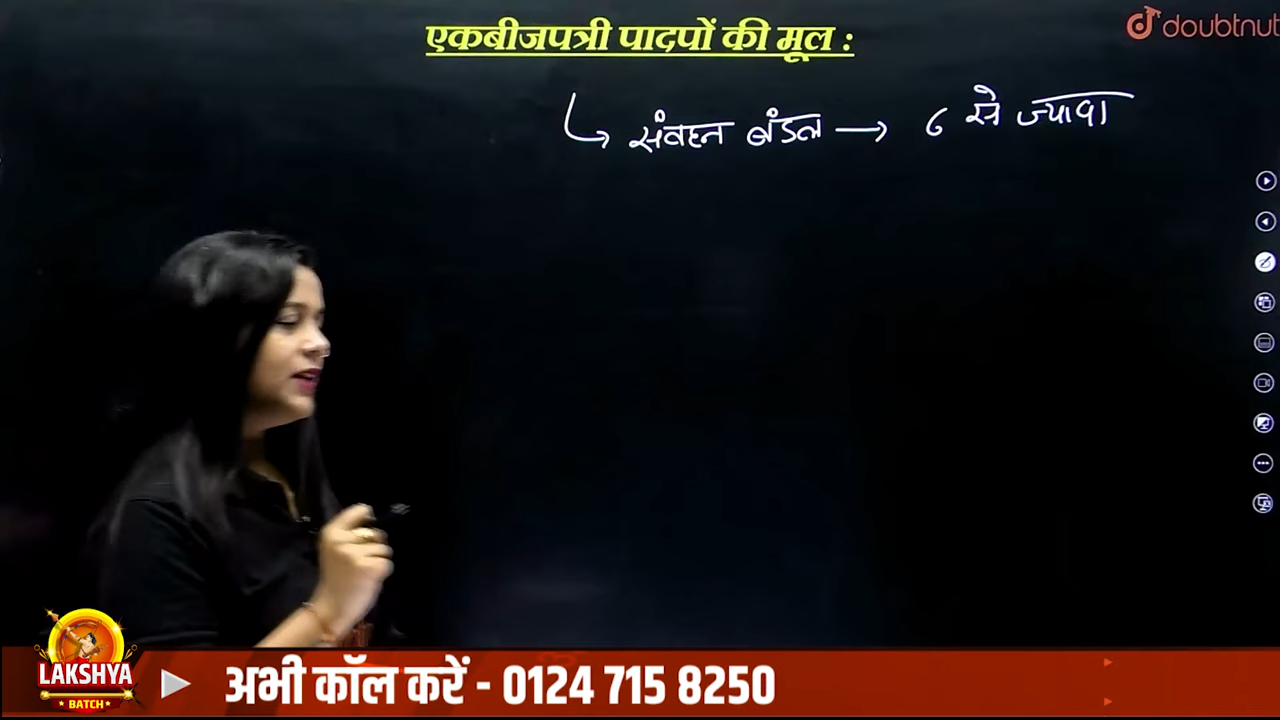 एकबीजपत्री पादपों की मूल :
doubtnut
संवहन बंडल → 6 से ज्यादा
LAKSHYA
BATCH
अभी कॉल करें - 0124 715 8250